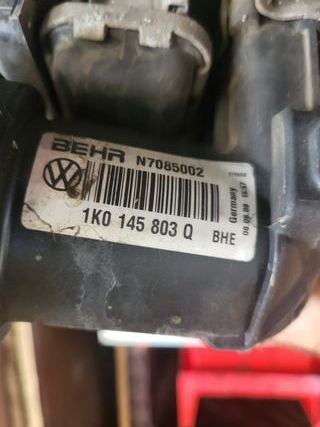 BEHR N7085002
1K0 145 803 Q BHE
Germany